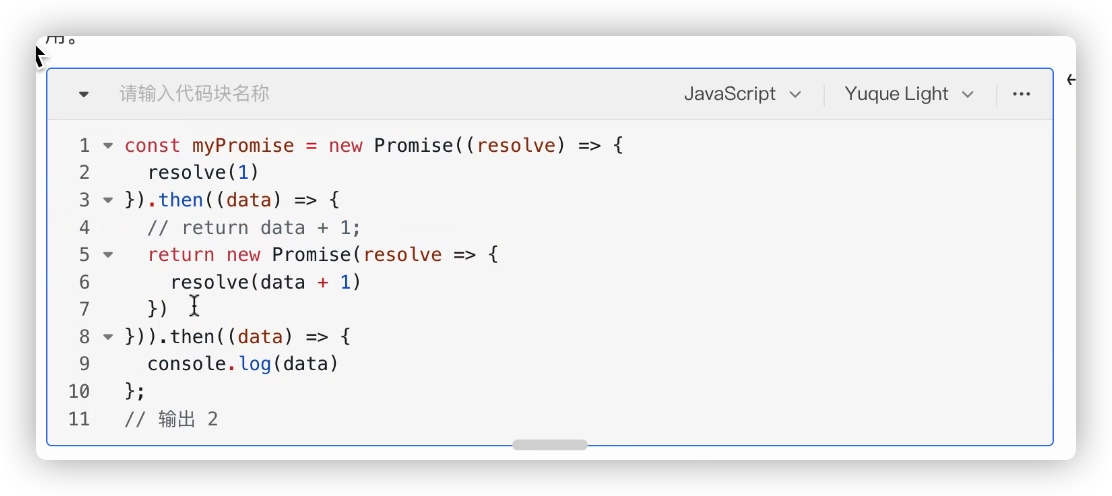 用。
请输入代码块名称 JavaScript Yuque Light ...
1 const myPromise = new Promise((resolve) => {
2   resolve(1)
3 }).then((data) => {
4   // return data + 1;
5   return new Promise(resolve => {
6     resolve(data + 1)
7   })
8 })).then((data) => {
9   console.log(data)
10 };
11 // 输出 2